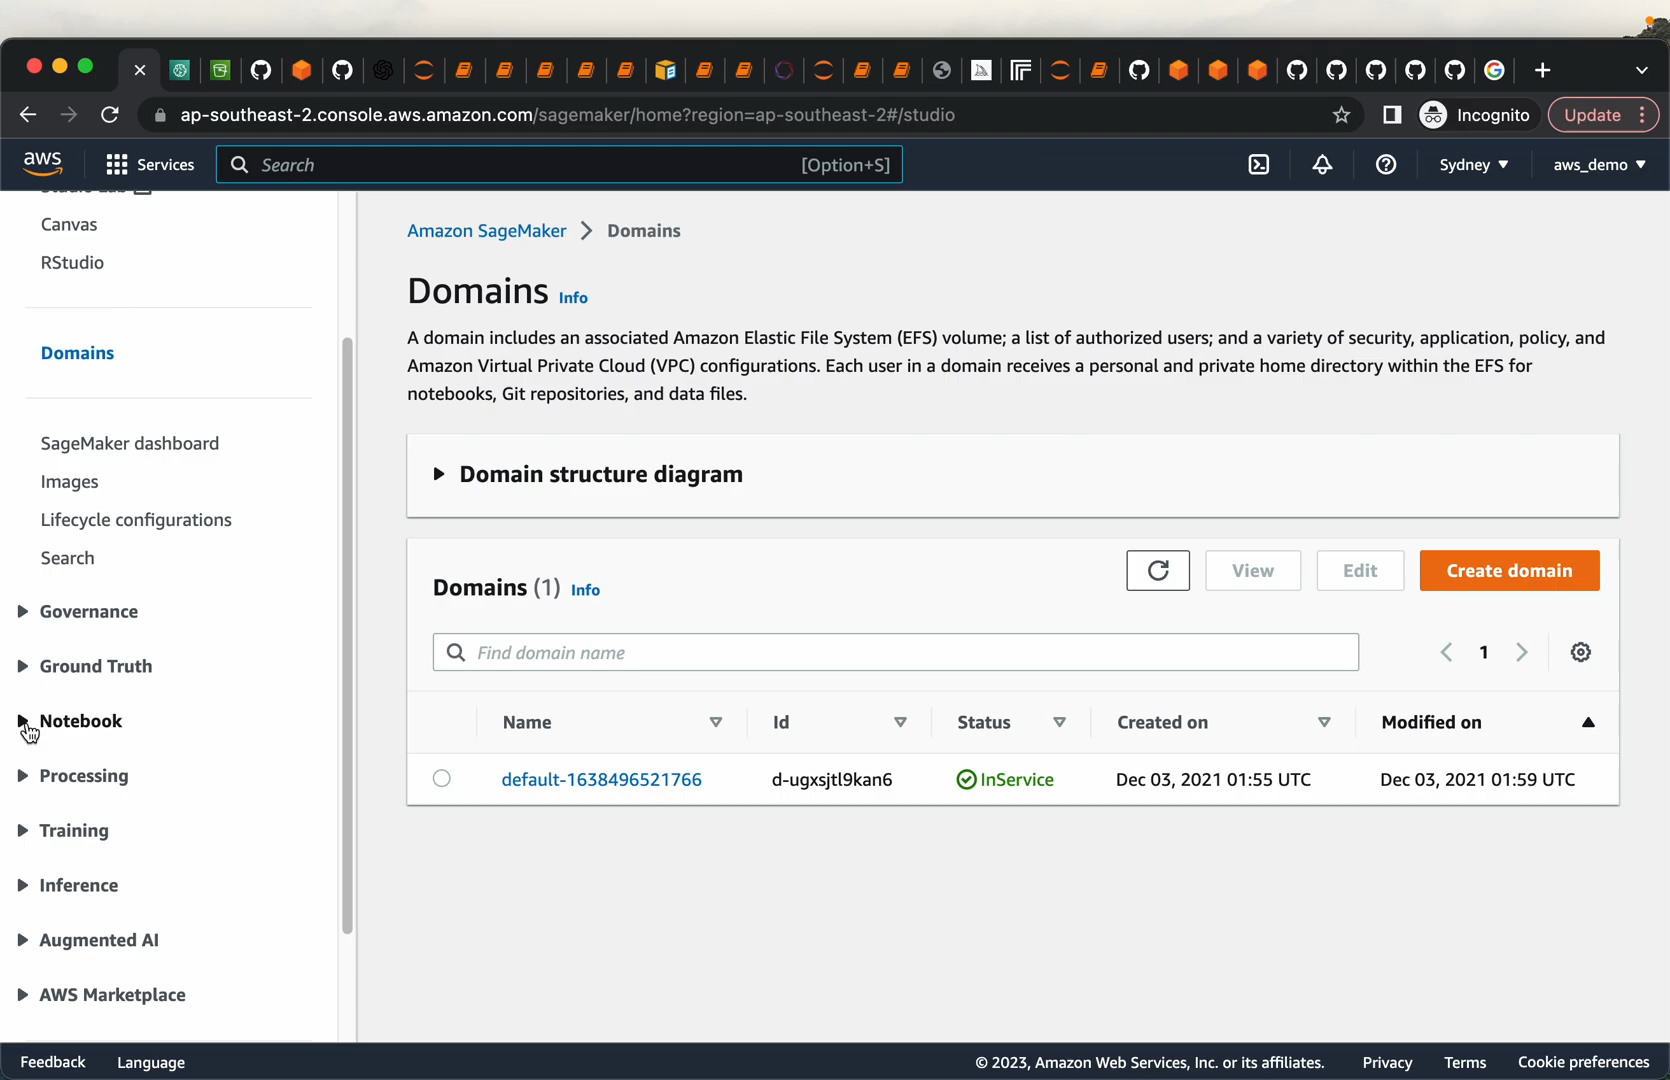 ap-southeast-2.console.aws.amazon.com/sagemaker/home?region=ap-southeast-2#/studio
Incognito
Update
aws
Services
Search
[Option+S]
Sydney
aws_demo
Studio Lab
Canvas
RStudio
Domains
SageMaker dashboard
Images
Lifecycle configurations
Search
Governance
Ground Truth
Notebook
Processing
Training
Inference
Augmented AI
AWS Marketplace
Amazon SageMaker > Domains
Domains Info
A domain includes an associated Amazon Elastic File System (EFS) volume; a list of authorized users; and a variety of security, application, policy, and
Amazon Virtual Private Cloud (VPC) configurations. Each user in a domain receives a personal and private home directory within the EFS for
notebooks, Git repositories, and data files.
Domain structure diagram
Domains (1) Info
View
Edit
Create domain
Find domain name
1
Name Id Status Created on Modified on
default-1638496521766 d-ugxsjtl9kan6 InService Dec 03, 2021 01:55 UTC Dec 03, 2021 01:59 UTC
Feedback Language © 2023, Amazon Web Services, Inc. or its affiliates. Privacy Terms Cookie preferences